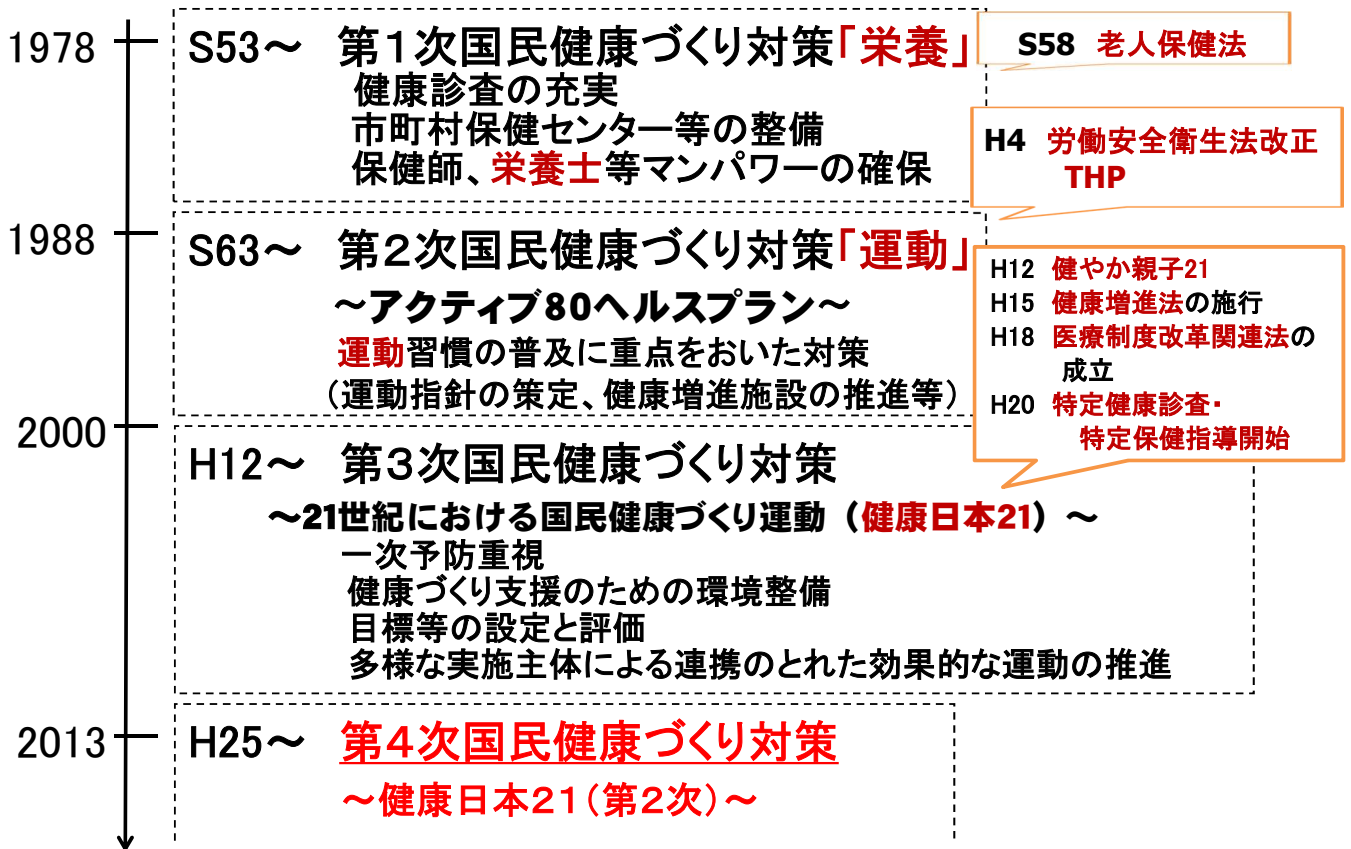 1978
S53～ 第１次国民健康づくり対策「栄養」
健康診査の充実
市町村保健センター等の整備
保健師、栄養士等マンパワーの確保
S58 老人保健法
H4 労働安全衛生法改正
THP
1988
S63～ 第２次国民健康づくり対策「運動」
～アクティブ80ヘルスプラン～
運動習慣の普及に重点をおいた対策
（運動指針の策定、健康増進施設の推進等）
H12 健やか親子21
H15 健康増進法の施行
H18 医療制度改革関連法の
成立
H20 特定健康診査・
特定保健指導開始
2000
H12～ 第３次国民健康づくり対策
～21世紀における国民健康づくり運動（健康日本21）～
一次予防重視
健康づくり支援のための環境整備
目標等の設定と評価
多様な実施主体による連携のとれた効果的な運動の推進
2013
H25～ 第４次国民健康づくり対策
～健康日本２１（第２次）～